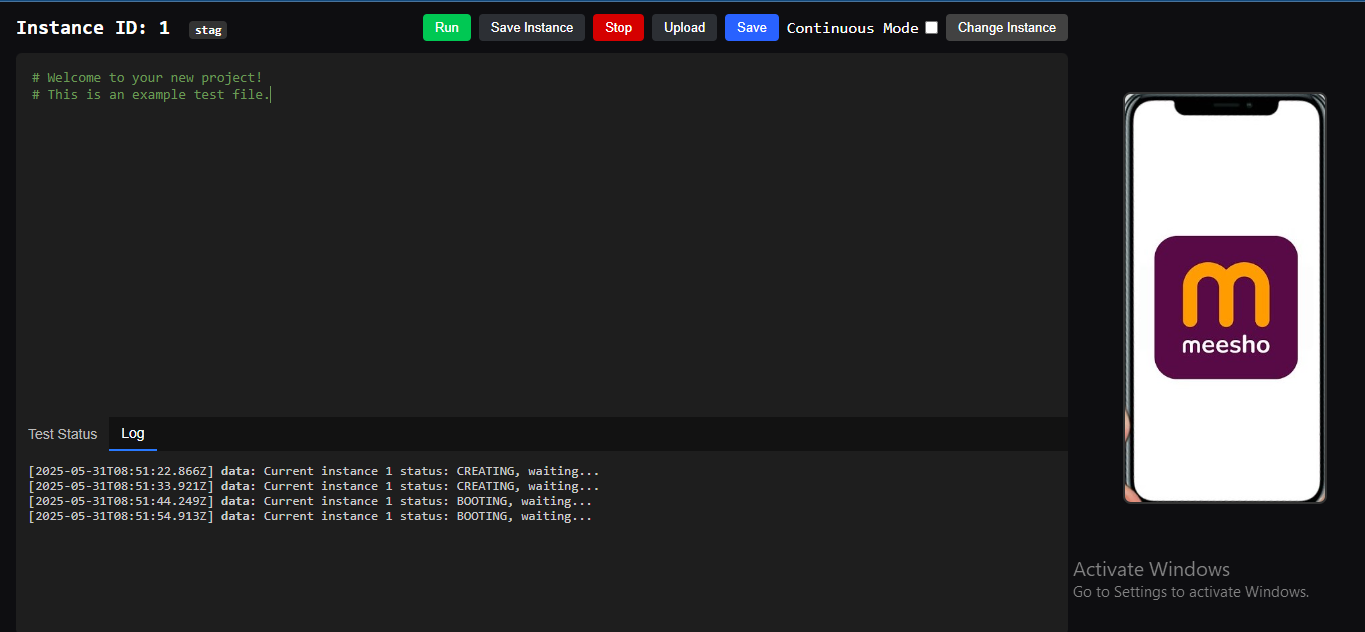 Instance ID: 1 stag Run Save Instance Stop Upload Save Continuous Mode Change Instance
# Welcome to your new project!
# This is an example test file.
meesho
Test Status Log
[2025-05-31T08:51:22.866Z] data: Current instance 1 status: CREATING, waiting...
[2025-05-31T08:51:33.921Z] data: Current instance 1 status: CREATING, waiting...
[2025-05-31T08:51:44.249Z] data: Current instance 1 status: BOOTING, waiting...
[2025-05-31T08:51:54.913Z] data: Current instance 1 status: BOOTING, waiting...
Activate Windows
Go to Settings to activate Windows.